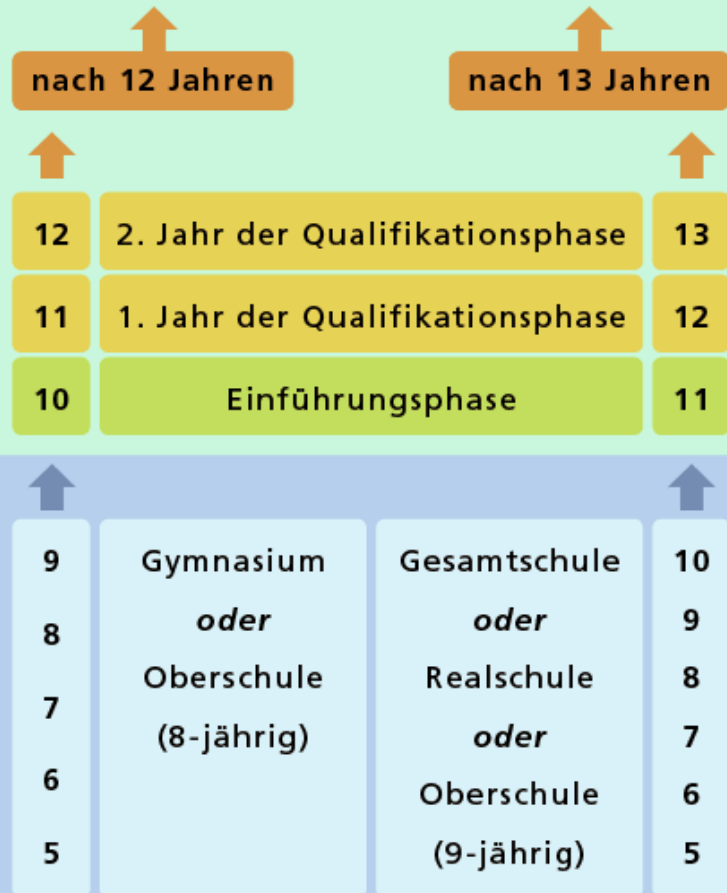 nach 12 Jahren
nach 13 Jahren
12 2. Jahr der Qualifikationsphase 13
11 1. Jahr der Qualifikationsphase 12
10 Einführungsphase 11
9
8
7
6
5
Gymnasium
oder
Oberschule
(8-jährig)
Gesamtschule
oder
Realschule
oder
Oberschule
(9-jährig)
10
9
8
7
6
5